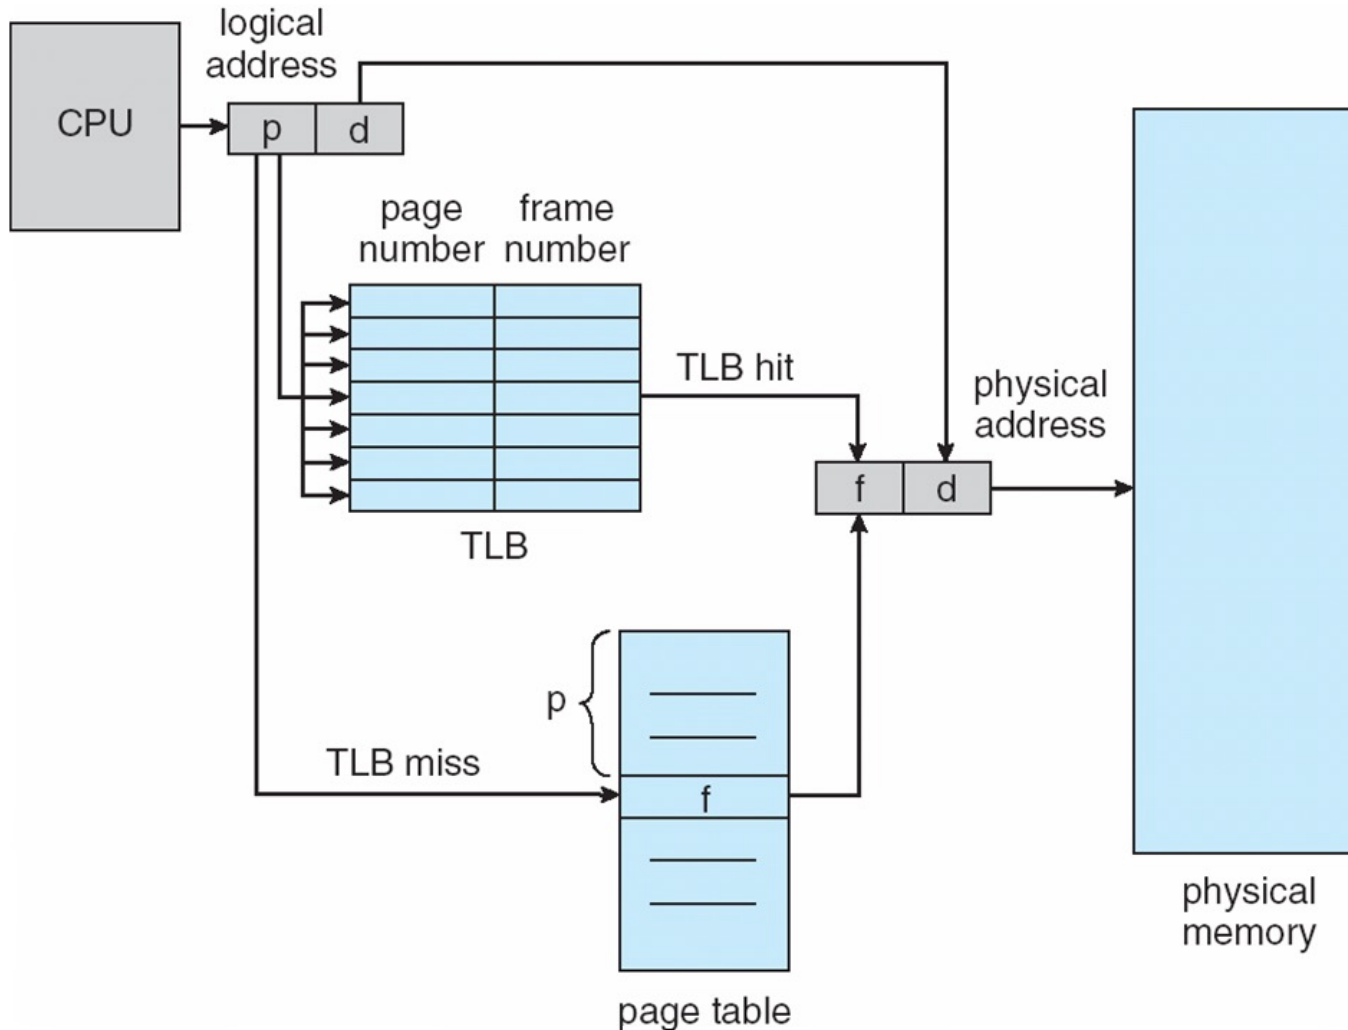 logical
address
CPU
p
d
page
number
frame
number
TLB hit
physical
address
f
d
TLB
p
TLB miss
f
physical
memory
page table